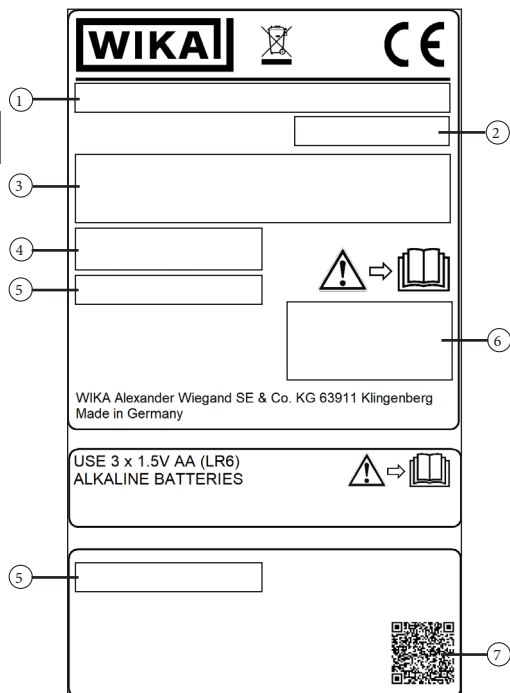 WIKA CE
1
2
3
4
5
6
WIKA Alexander Wiegand SE & Co. KG 63911 Klingenberg
Made in Germany
USE 3 x 1.5V AA (LR6)
ALKALINE BATTERIES
5
7